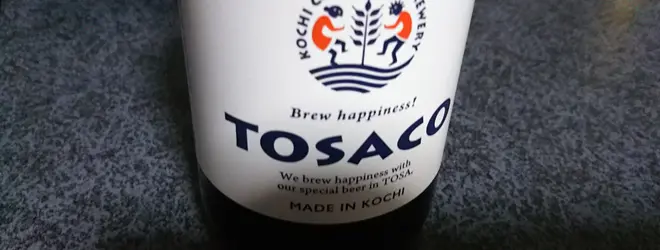 KOCHI
BREWERY
Brew happiness!
TOSACO
We brew happiness with
our special beer in TOSA.
MADE IN KOCHI